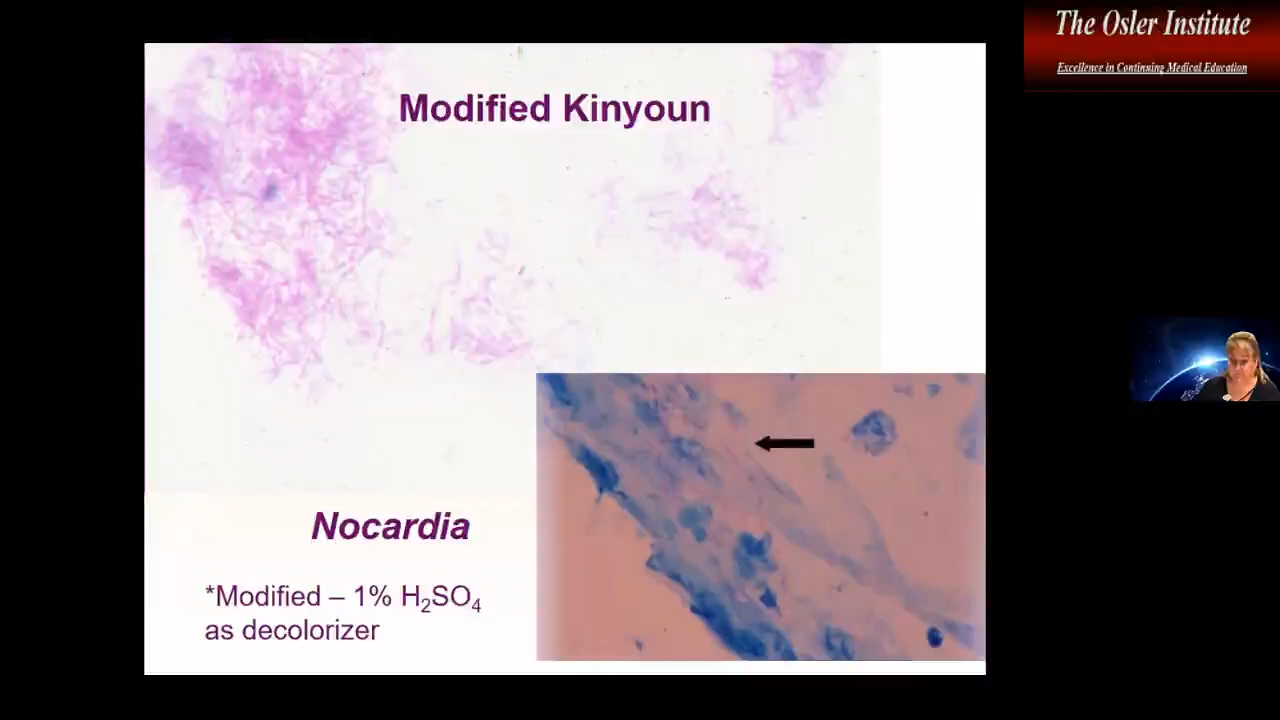 The Osler Institute
Excellence in Continuing Medical Education
Modified Kinyoun
Nocardia
*Modified – 1% H₂SO₄
as decolorizer